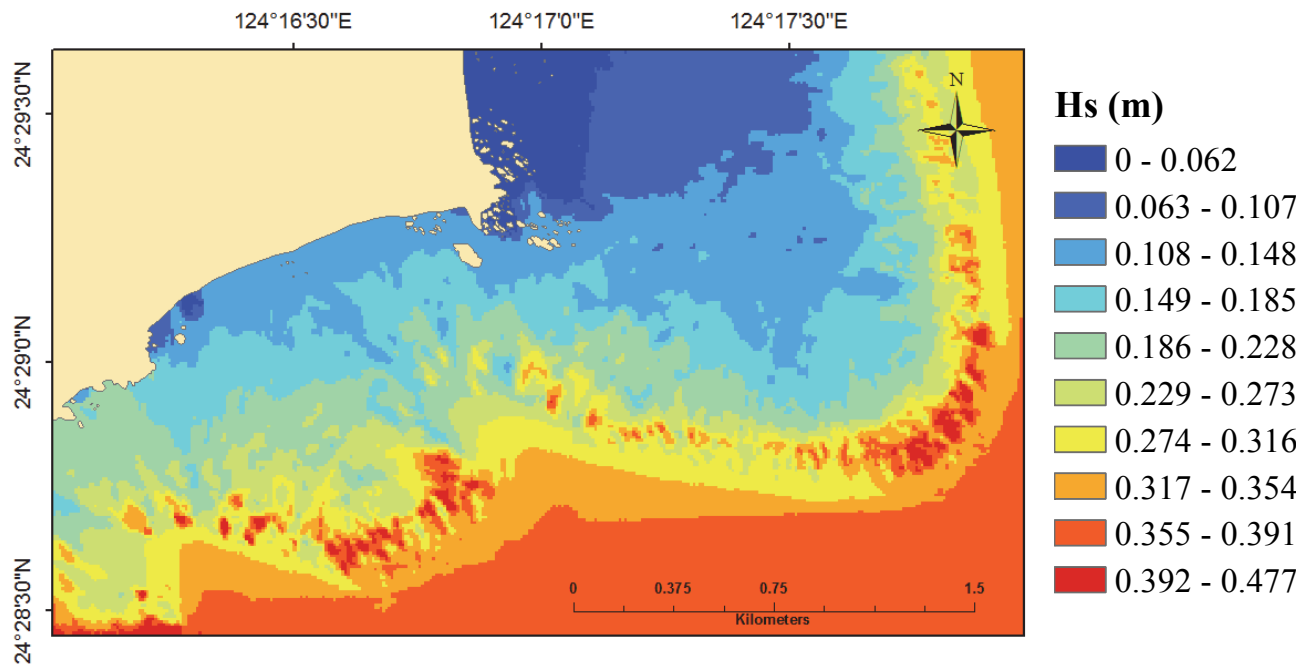 124°16'30"E 124°17'0"E 124°17'30"E
24°29'30"N
24°29'0"N
24°28'30"N
N
0 0.375 0.75 1.5
Kilometers
Hs (m)
0 - 0.062
0.063 - 0.107
0.108 - 0.148
0.149 - 0.185
0.186 - 0.228
0.229 - 0.273
0.274 - 0.316
0.317 - 0.354
0.355 - 0.391
0.392 - 0.477